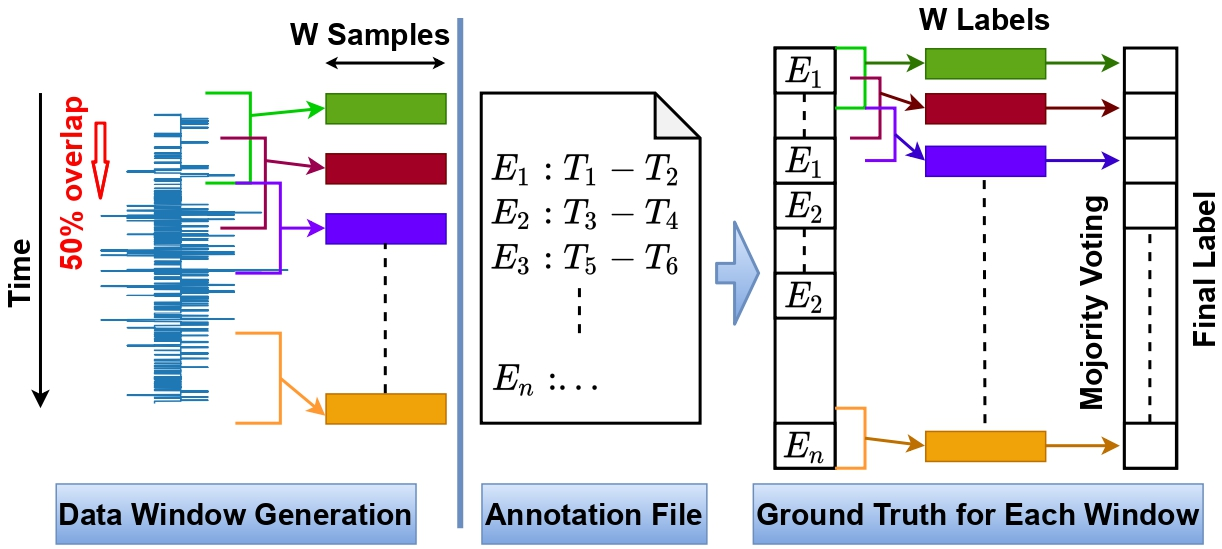 W Samples
50% overlap
Time
Data Window Generation
E₁ : T₁ − T₂
E₂ : T₃ − T₄
E₃ : T₅ − T₆
Eₙ :...
Annotation File
W Labels
E₁
E₁
E₂
E₂
Eₙ
Mojority Voting
Final Label
Ground Truth for Each Window